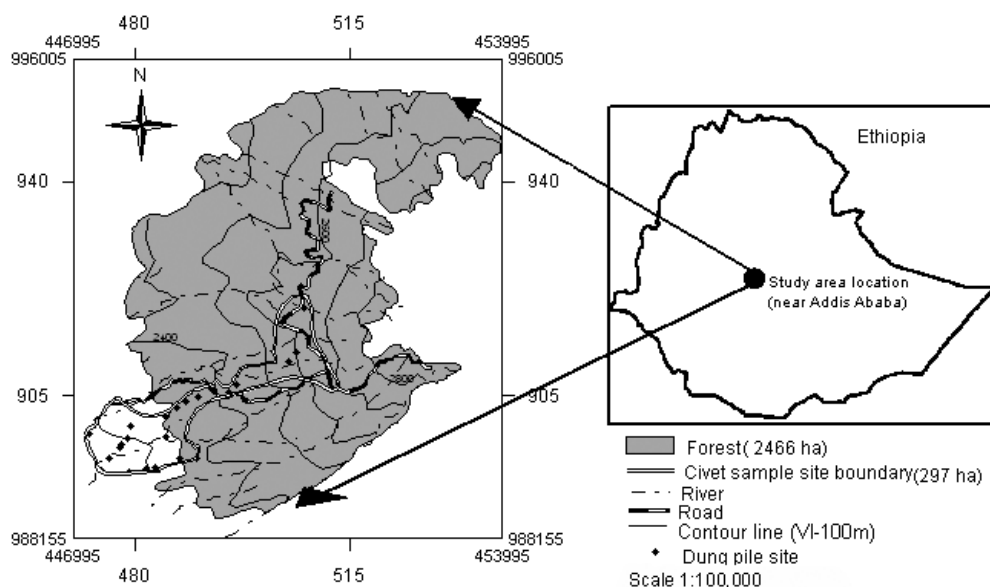 480 515
446995 453995
996005 996005
N
940 940
2400
905 905
988155 988155
446995 453995
480 515
Ethiopia
Study area location
(near Addis Ababa)
Forest( 2466 ha)
Civet sample site boundary(297 ha)
River
Road
Contour line (VI-100m)
Dung pile site
Scale 1:100,000